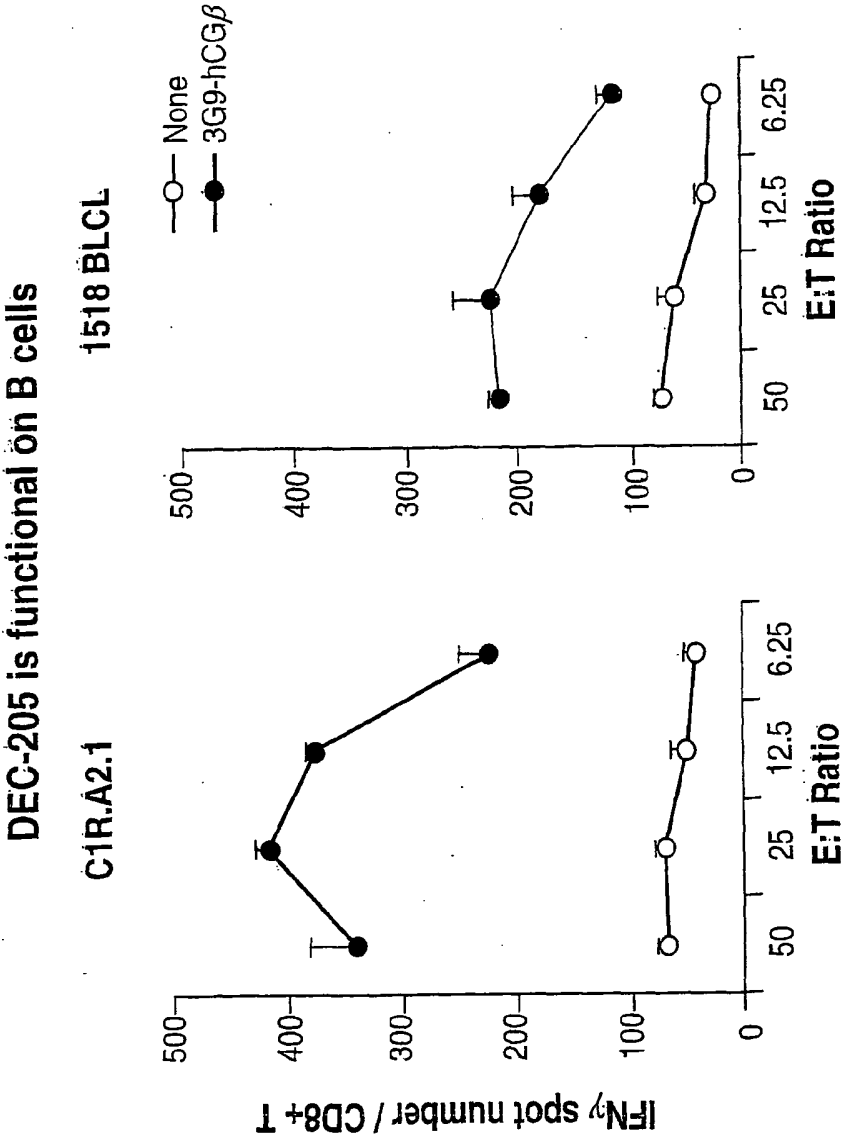 DEC-205 is functional on B cells
C1R.A2.1
IFNγ spot number / CD8+ T
500
400
300
200
100
0
50 25 12.5 6.25
E:T Ratio
1518 BLCL
None
3G9-hCGβ
500
400
300
200
100
0
50 25 12.5 6.25
E:T Ratio